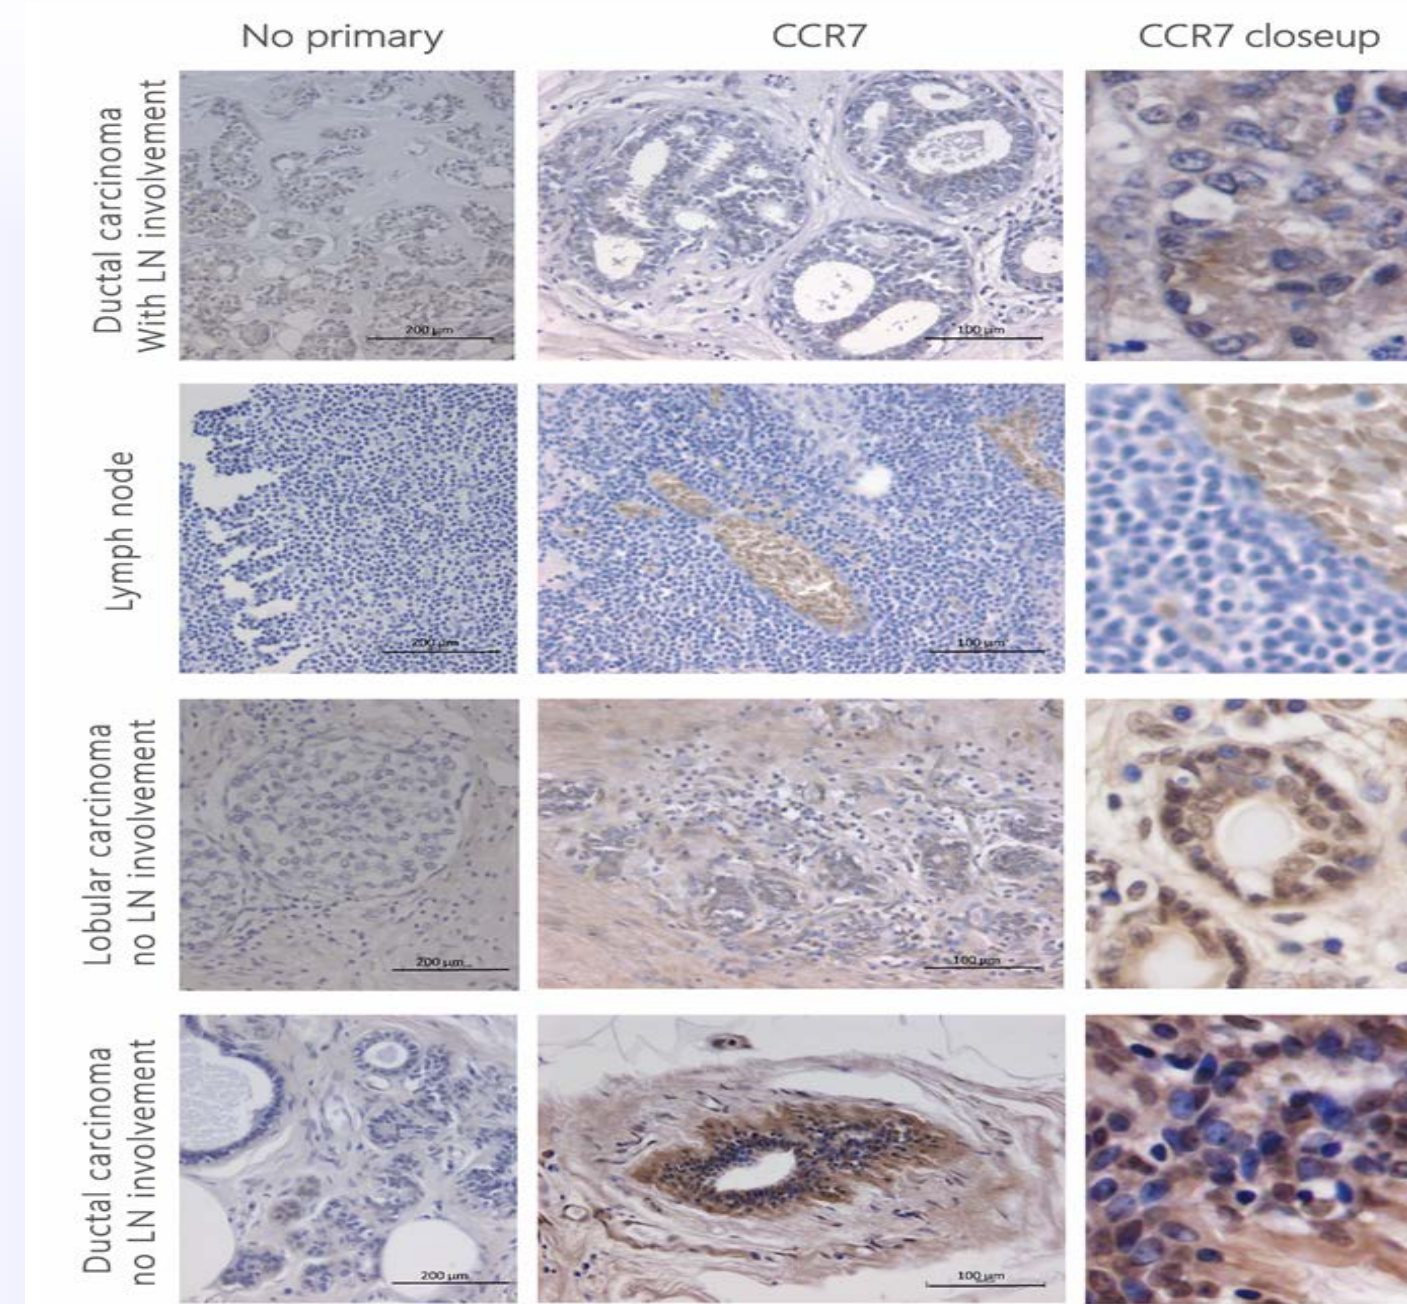 No primary
CCR7
CCR7 closeup
Ductal carcinoma
With LN involvement
200 µm
100 µm
Lymph node
200 µm
100 µm
Lobular carcinoma
no LN involvement
200 µm
100 µm
Ductal carcinoma
no LN involvement
200 µm
100 µm